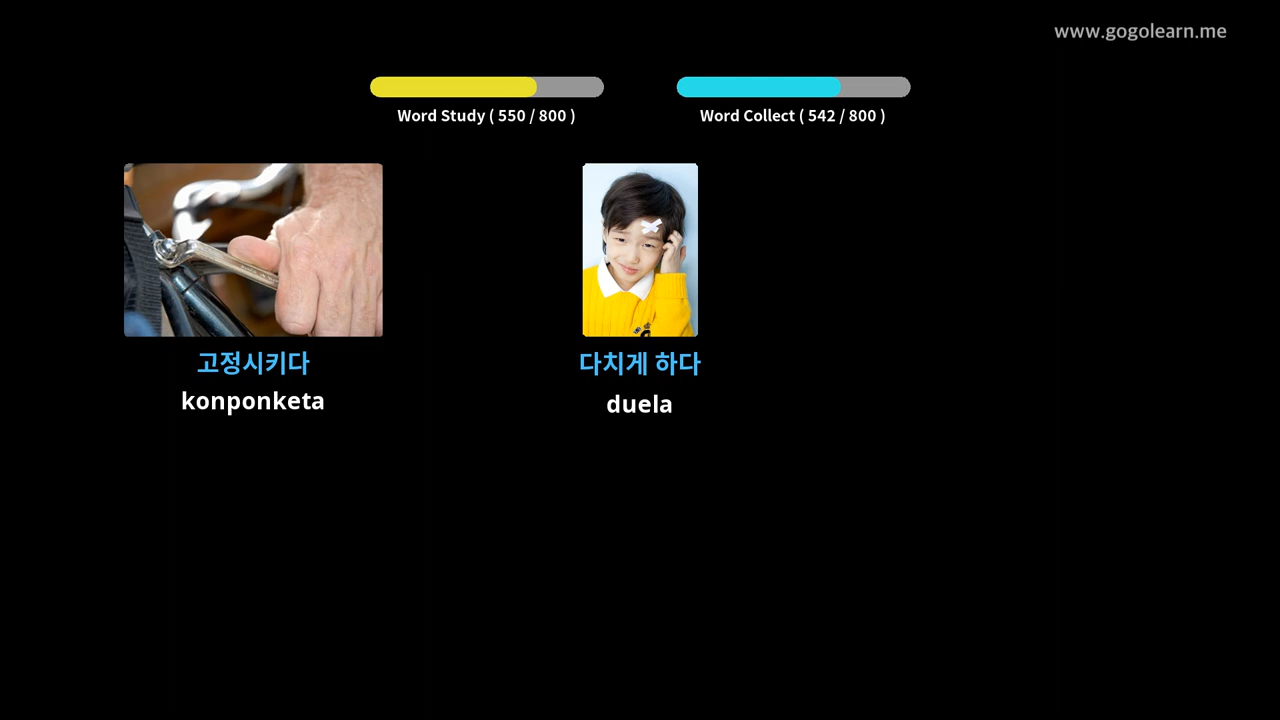 www.gogolearn.me
Word Study ( 550 / 800 )
Word Collect ( 542 / 800 )
고정시키다
konponketa
다치게 하다
duela